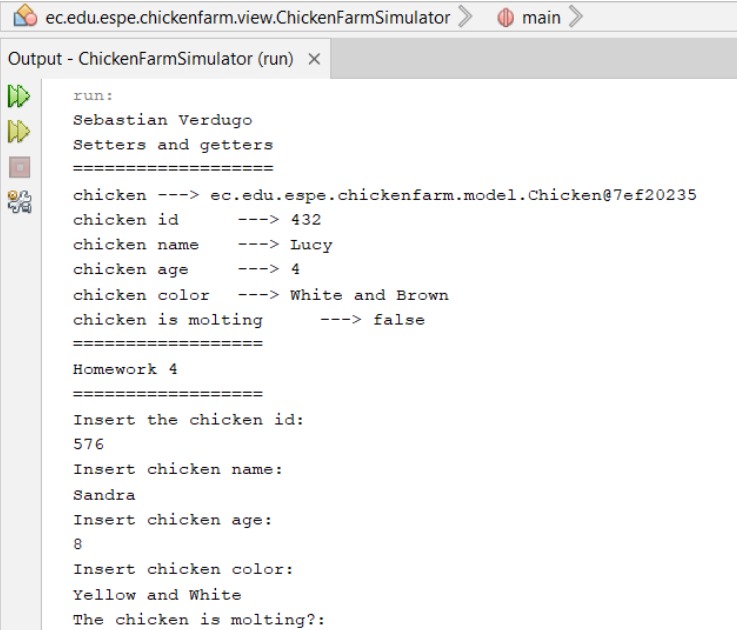 ec.edu.espe.chickenfarm.view.ChickenFarmSimulator main
Output - ChickenFarmSimulator (run) ×
run:
Sebastian Verdugo
Setters and getters
===================
chicken ---> ec.edu.espe.chickenfarm.model.Chicken@7ef20235
chicken id ---> 432
chicken name ---> Lucy
chicken age ---> 4
chicken color ---> White and Brown
chicken is molting ---> false
==================
Homework 4
==================
Insert the chicken id:
576
Insert chicken name:
Sandra
Insert chicken age:
8
Insert chicken color:
Yellow and White
The chicken is molting?: